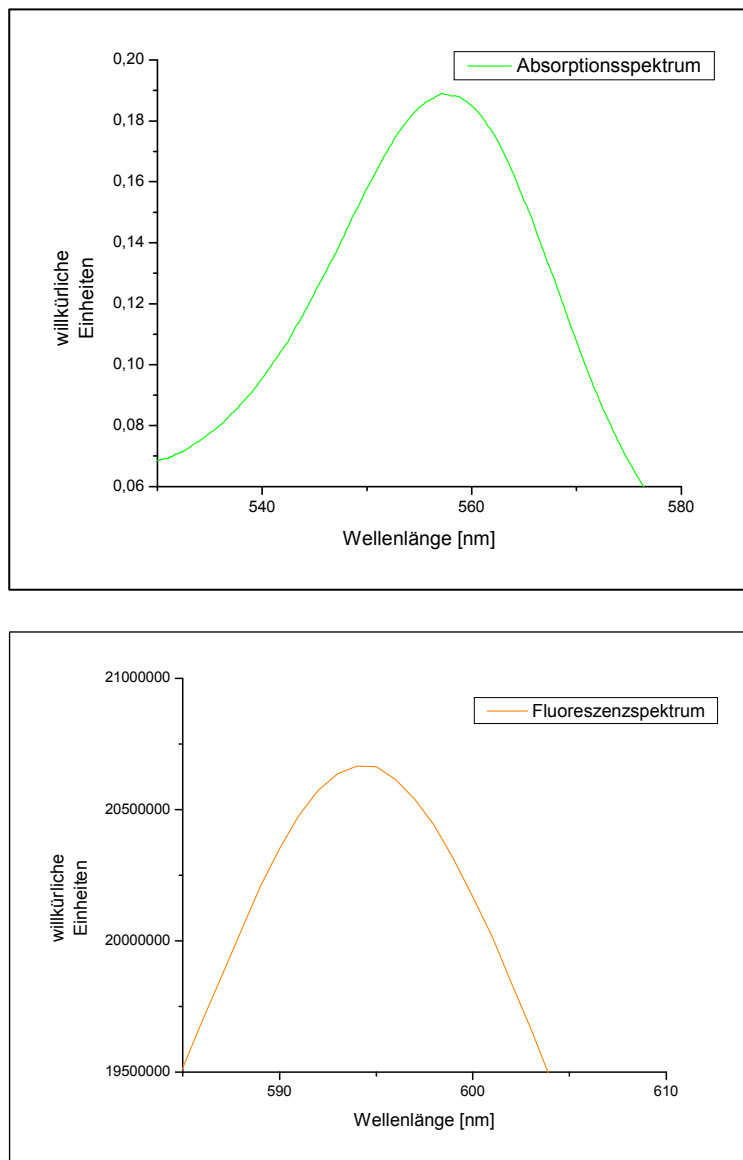 0,20
Absorptionsspektrum
0,18
0,16
0,14
0,12
0,10
0,08
0,06
willkürliche
Einheiten
540
560
580
Wellenlänge [nm]
21000000
Fluoreszenzspektrum
20500000
20000000
19500000
willkürliche
Einheiten
590
600
610
Wellenlänge [nm]